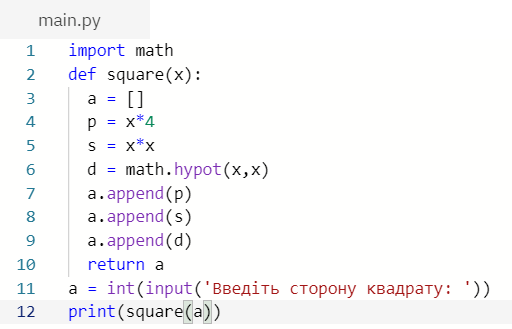 main.py
1 import math
2 def square(x):
3 a = []
4 p = x*4
5 s = x*x
6 d = math.hypot(x,x)
7 a.append(p)
8 a.append(s)
9 a.append(d)
10 return a
11 a = int(input('Введіть сторону квадрату: '))
12 print(square(a))